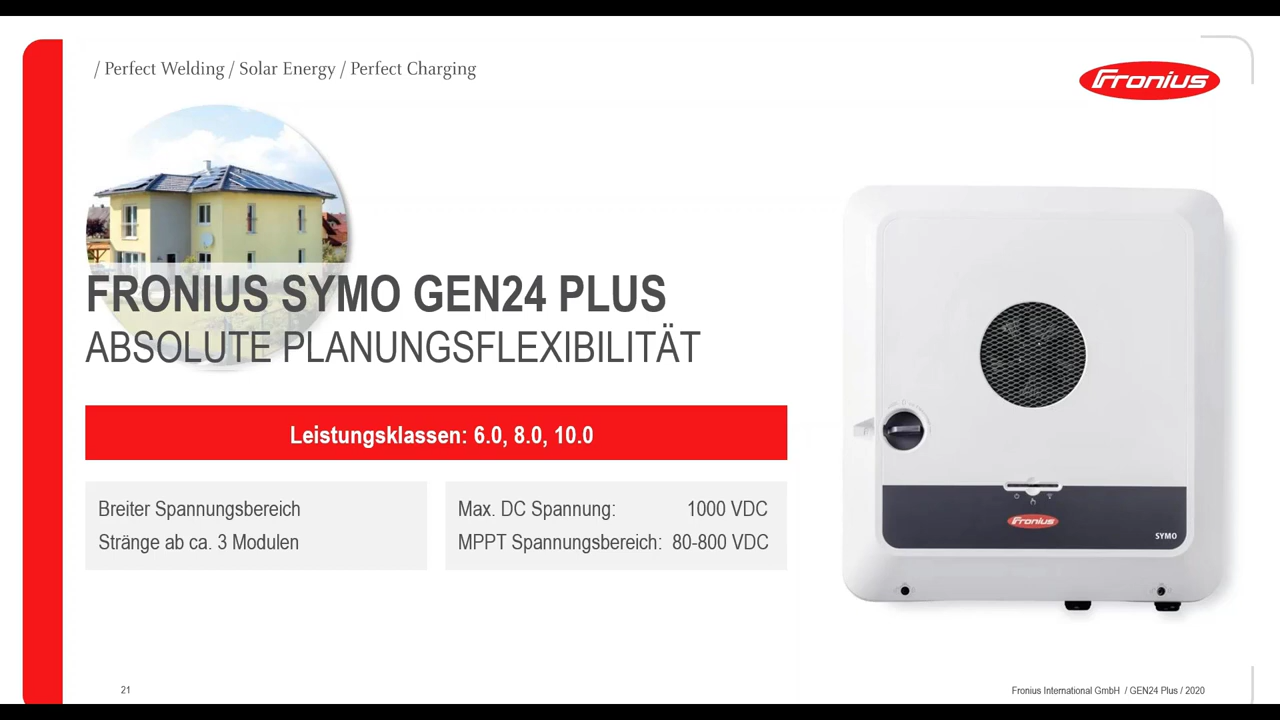 / Perfect Welding / Solar Energy / Perfect Charging
Fronius
FRONIUS SYMO GEN24 PLUS
ABSOLUTE PLANUNGSFLEXIBILITÄT
Leistungsklassen: 6.0, 8.0, 10.0
Breiter Spannungsbereich
Stränge ab ca. 3 Modulen
Max. DC Spannung: 1000 VDC
MPPT Spannungsbereich: 80-800 VDC
Fronius
SYMO
21
Fronius International GmbH / GEN24 Plus / 2020